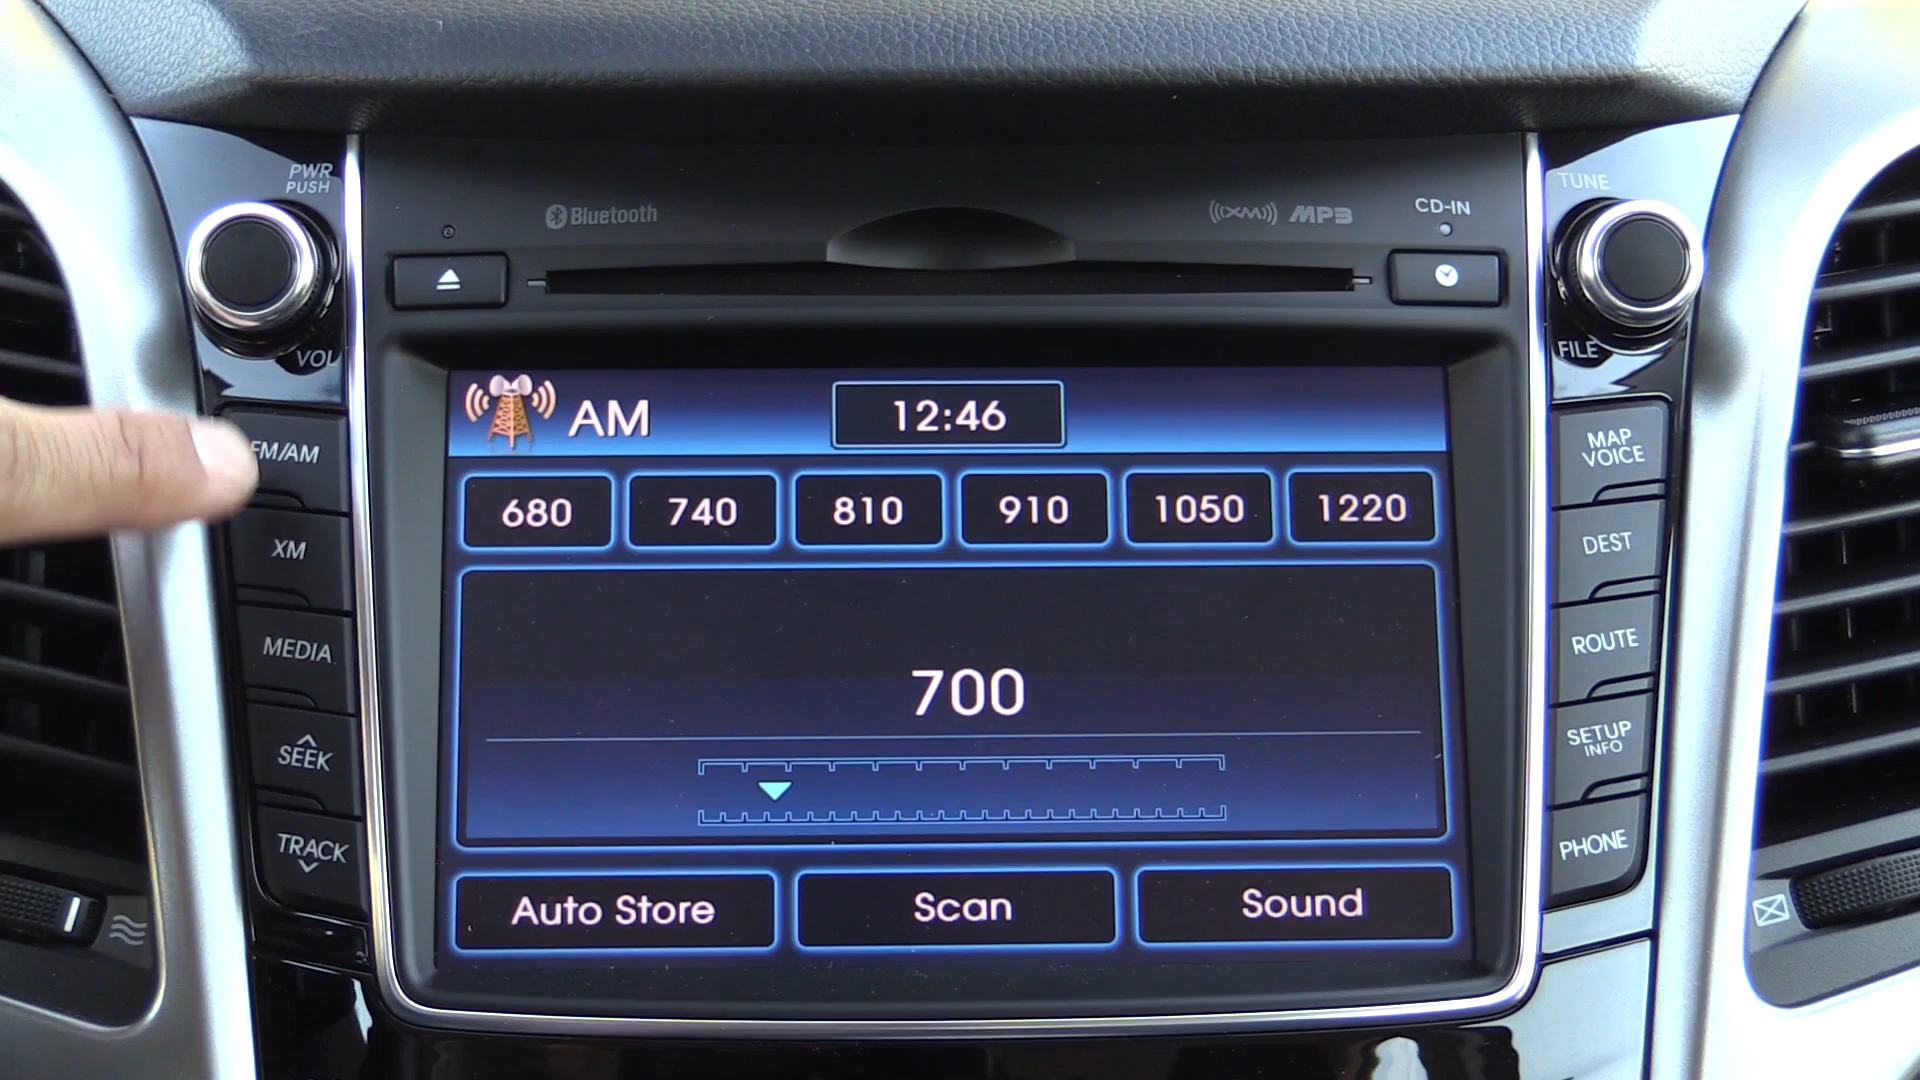 PWR
PUSH
VOL
Bluetooth
XM
MP3
CD-IN
TUNE
FILE
FM/AM
XM
MEDIA
SEEK
TRACK
AM
12:46
680
740
810
910
1050
1220
700
Auto Store
Scan
Sound
MAP
VOICE
DEST
ROUTE
SETUP
INFO
PHONE